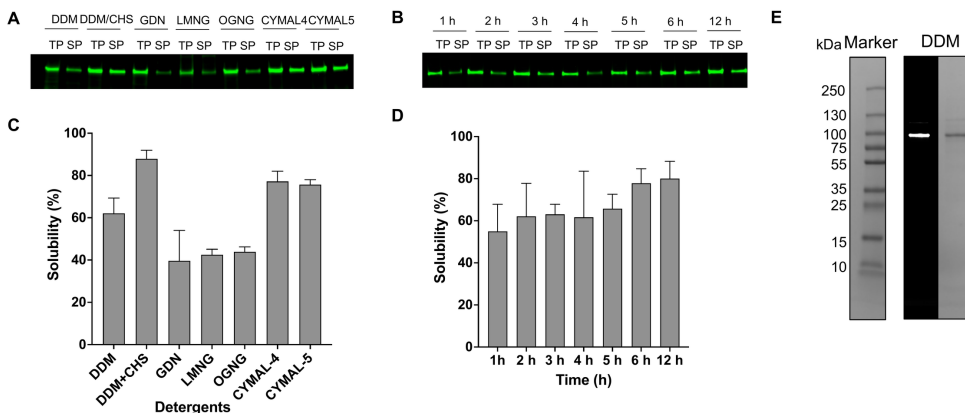 A
DDM DDM/CHS GDN LMNG OGNG CYMAL4 CYMAL5
TP SP TP SP TP SP TP SP TP SP TP SP TP SP
B
1 h 2 h 3 h 4 h 5 h 6 h 12 h
TP SP TP SP TP SP TP SP TP SP TP SP TP SP
C
Solubility (%)
100
80
60
40
20
0
DDM DDM+CHS GDN LMNG OGNG CYMAL-4 CYMAL-5
Detergents
D
Solubility (%)
100
80
60
40
20
0
1h 2 h 3 h 4 h 5 h 6 h 12 h
Time (h)
E
kDa Marker DDM
250
130
100
75
55
35
25
15
10